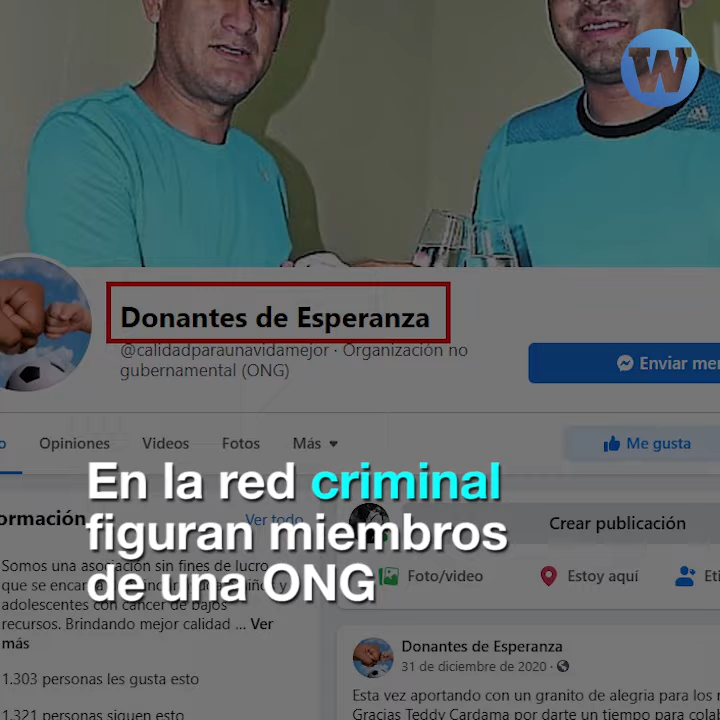 W
Donantes de Esperanza
@calidadparaunavidamejor · Organización no
gubernamental (ONG)
Enviar
Opiniones Videos Fotos Más
Me gusta
En la red criminal
figuran miembros
de una ONG
Ver todo
Crear publicación
Somos una asociación sin fines de lucro
que se
adolescentes con cáncer de bajos
recursos. Brindando mejor calidad ... Ver
más
Foto/video Estoy aquí
1.303 personas les gusta esto
1.321 personas siguen esto
Donantes de Esperanza
31 de diciembre de 2020 ·
Esta vez aportando con un granito de alegria para los
Gracias Teddy Cardama por darte un tiempo para